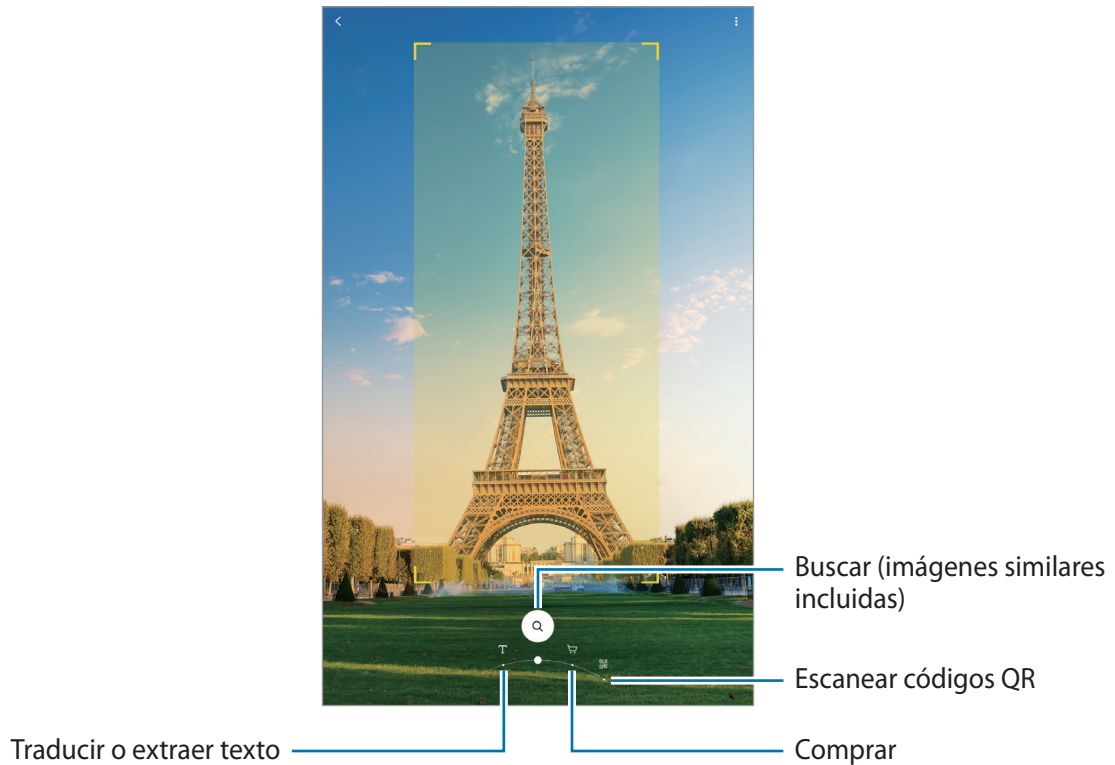 Buscar (imágenes similares
incluidas)
T
Escanear códigos QR
Traducir o extraer texto
Comprar